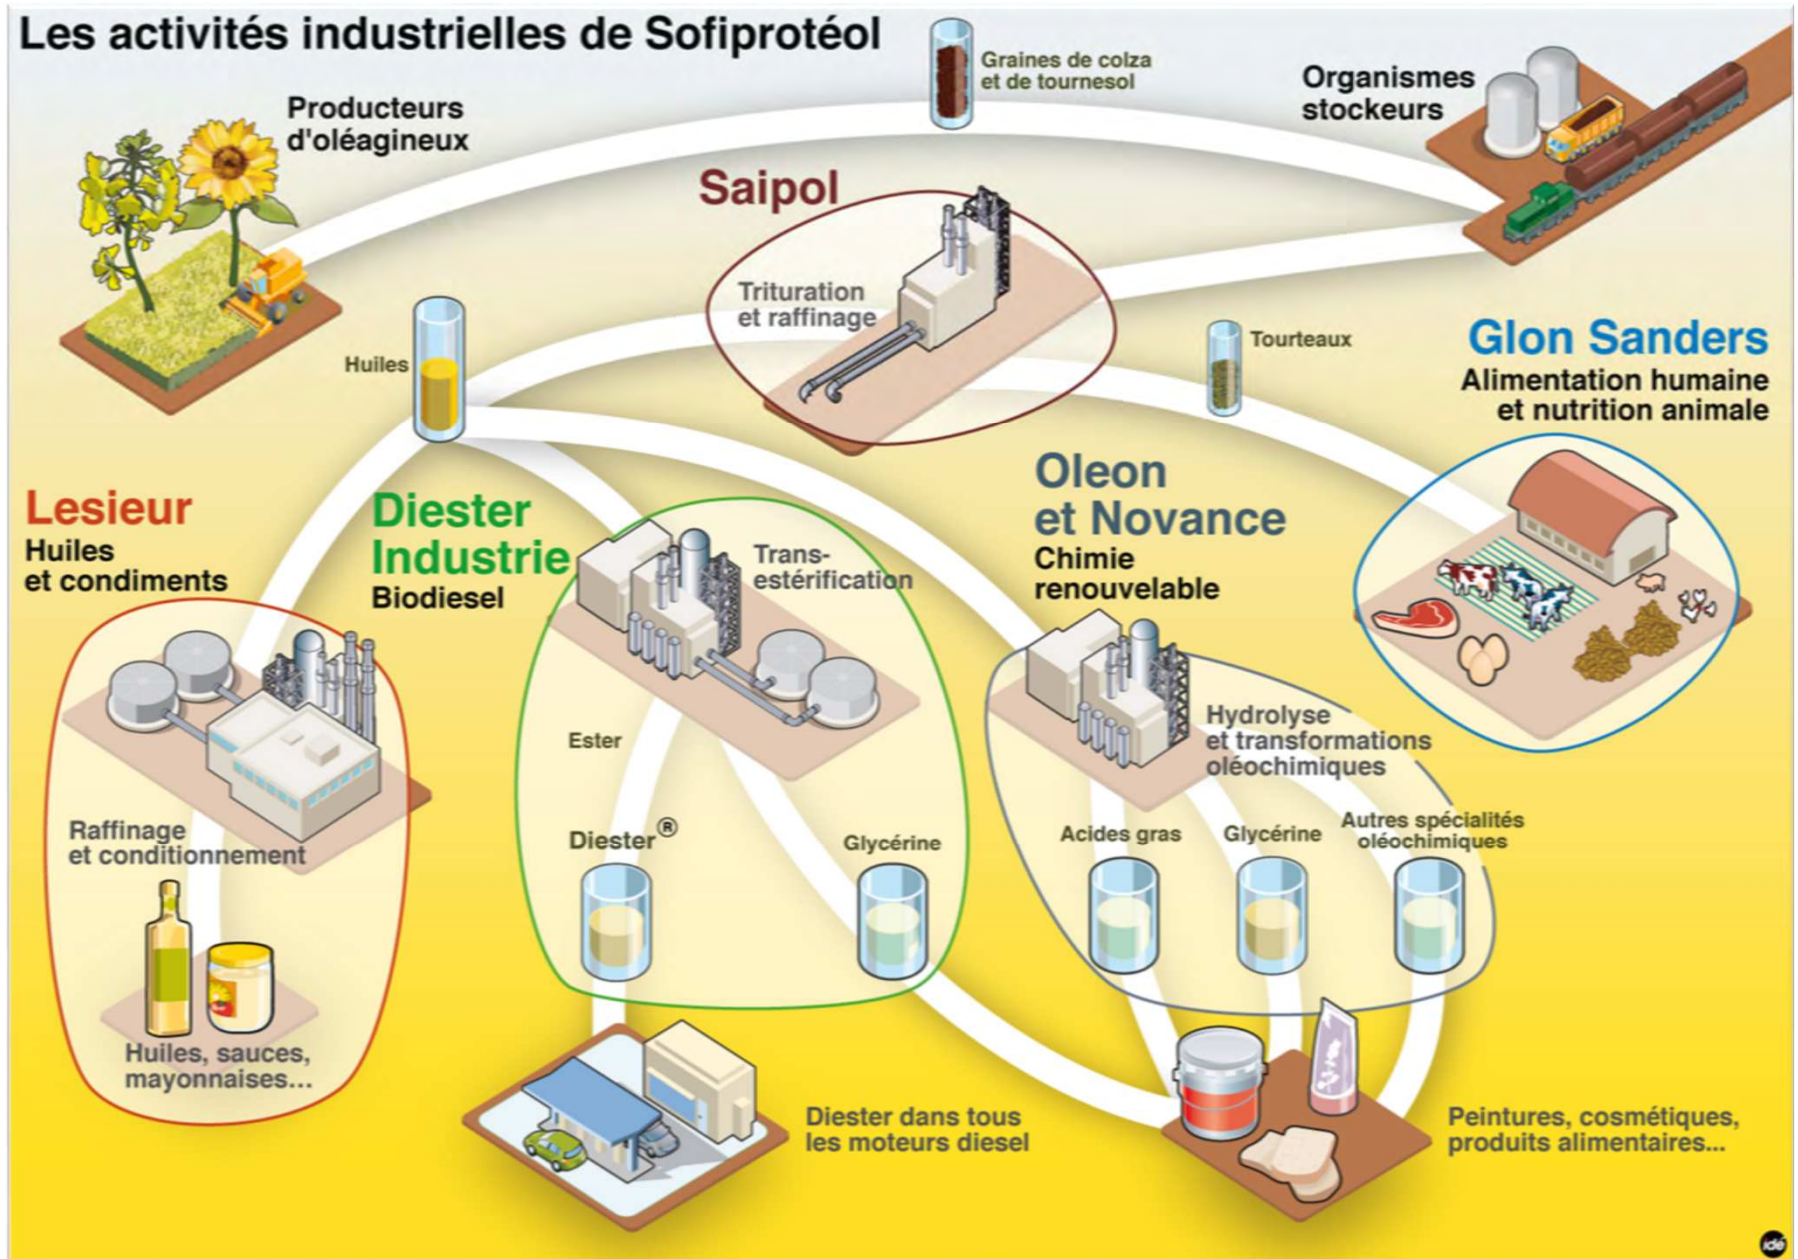 Les activités industrielles de Sofiprotéol
Graines de colza
et de tournesol
Producteurs
d'oléagineux
Organismes
stockeurs
Saipol
Trituration
et raffinage
Huiles
Tourteaux
Glon Sanders
Alimentation humaine
et nutrition animale
Lesieur
Huiles
et condiments
Diester
Industrie
Biodiesel
Trans-
estérification
Oleon
et Novance
Chimie
renouvelable
Hydrolyse
et transformations
oléochimiques
Ester
Raffinage
et conditionnement
Diester®
Glycérine
Acides gras
Glycérine
Autres spécialités
oléochimiques
Huiles, sauces,
mayonnaises...
Diester dans tous
les moteurs diesel
Peintures, cosmétiques,
produits alimentaires...
idé